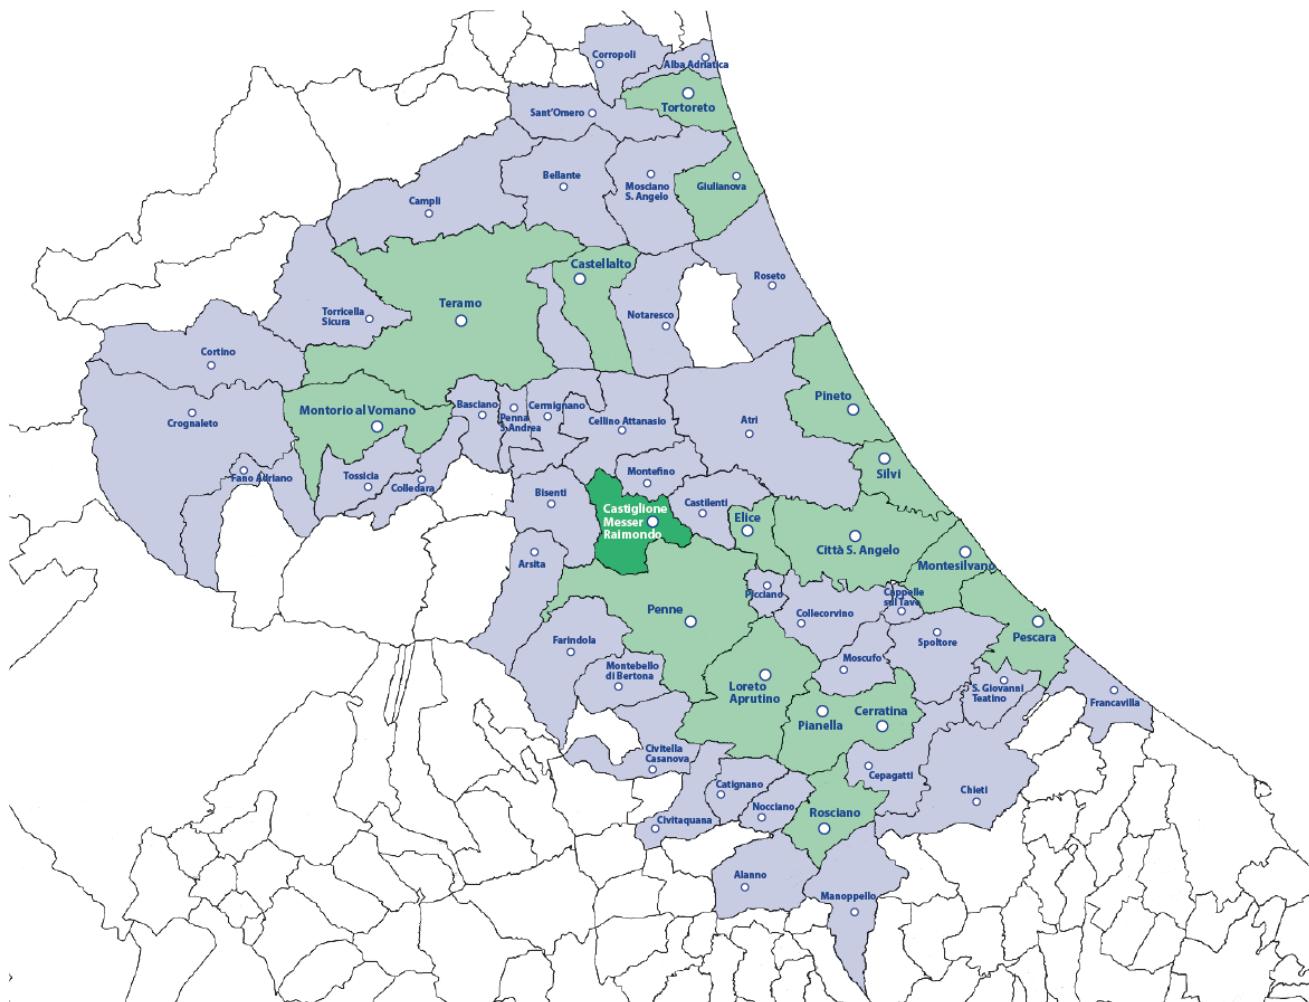 Corropoli
Alba Adriatica
Tortoreto
Sant'Omero
Bellante
Mosciano
S. Angelo
Giulianova
Campli
Castellalto
Roseto
Teramo
Torricella
Sicura
Notaresco
Cortino
Pineto
Montorio al Vomano
Basciano
Penna
S. Andrea
Cermignano
Cellino Attanasio
Atri
Crognaleto
Fano Adriano
Tossicia
Colledara
Montefino
Silvi
Bisenti
Castiglione
Messer
Raimondo
Castilenti
Elice
Città S. Angelo
Montesilvano
Arsita
Picciano
Cappelle
sul Tavo
Penne
Collecorvino
Pescara
Farindola
Spoltore
Montebello
di Bertona
Moscufo
Loreto
Aprutino
S. Giovanni
Teatino
Francavilla
Pianella
Cerratina
Civitella
Casanova
Cepagatti
Catignano
Chieti
Nocciano
Rosciano
Civitaquana
Alanno
Manoppello